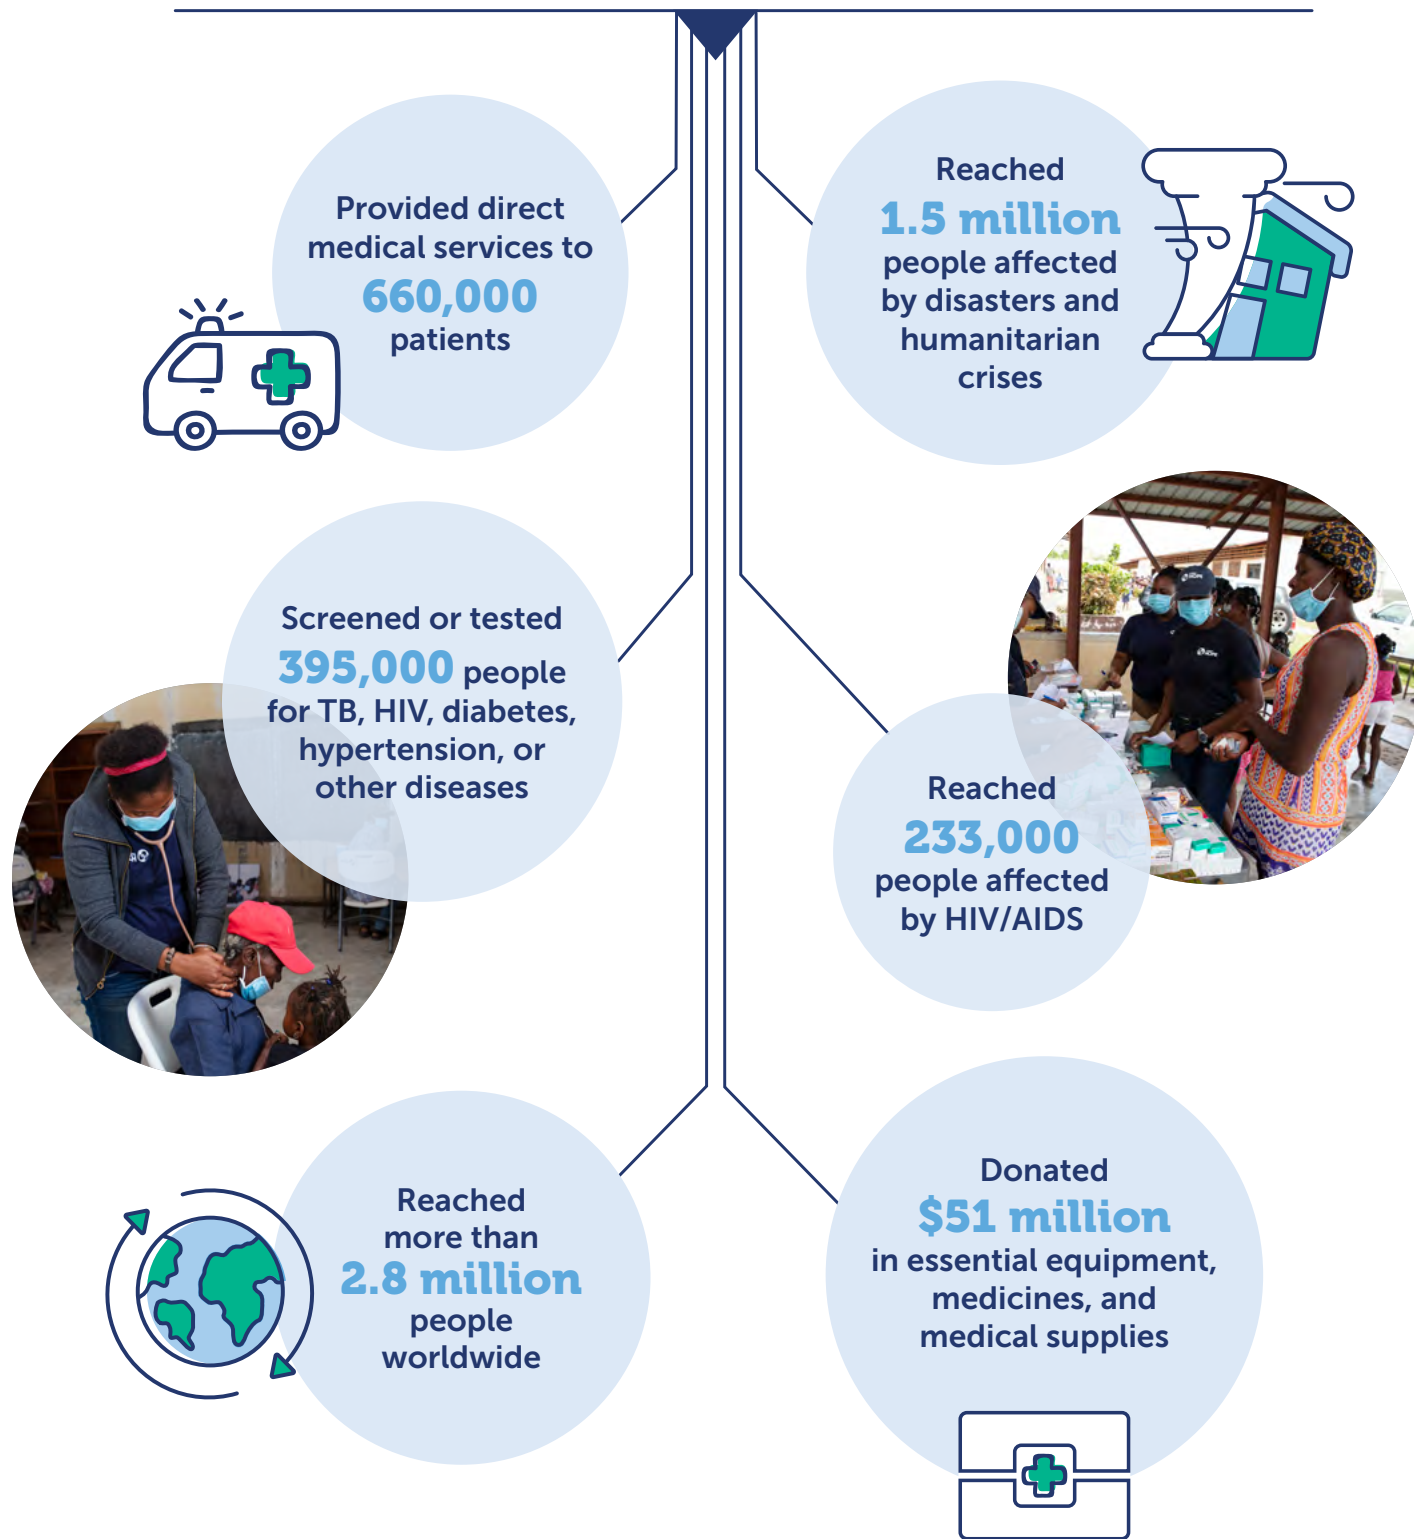 Provided direct
medical services to
660,000
patients
Reached
1.5 million
people affected
by disasters and
humanitarian
crises
Screened or tested
395,000 people
for TB, HIV, diabetes,
hypertension, or
other diseases
Reached
233,000
people affected
by HIV/AIDS
Reached
more than
2.8 million
people
worldwide
Donated
$51 million
in essential equipment,
medicines, and
medical supplies